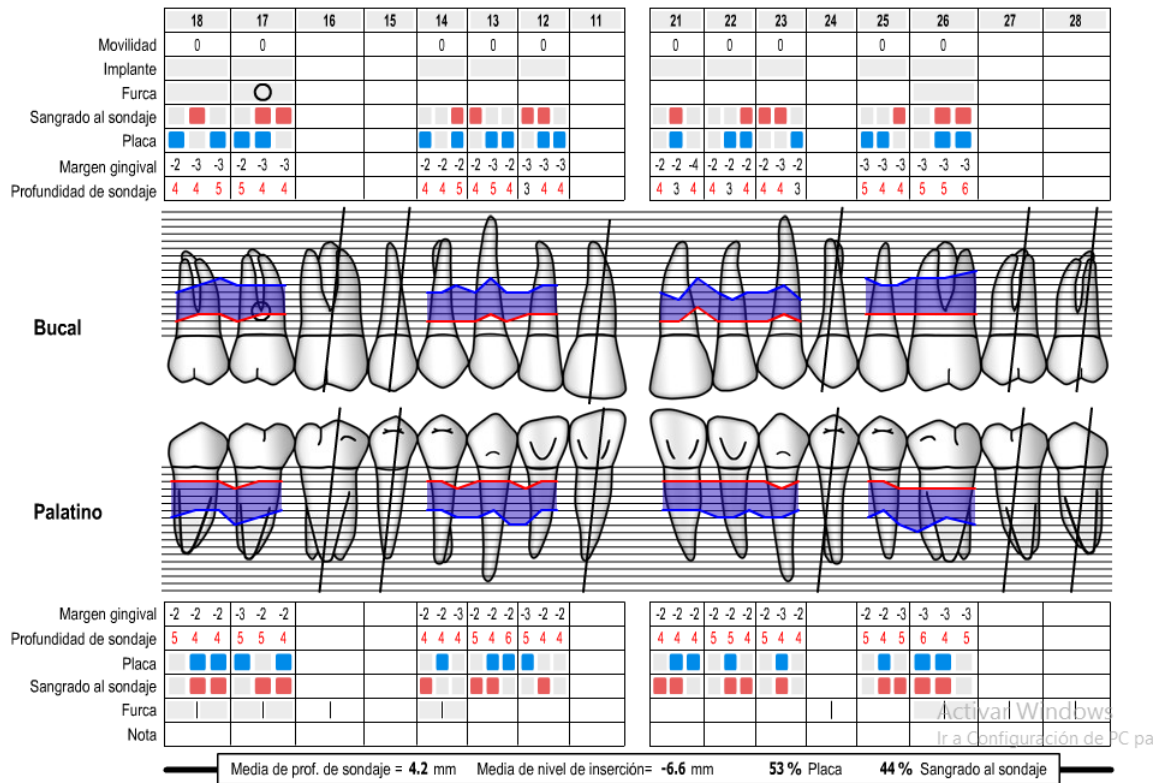 18 17 16 15 14 13 12 11 21 22 23 24 25 26 27 28
Movilidad 0 0 0 0 0 0 0 0 0 0
Implante
Furca
Sangrado al sondaje
Placa
Margen gingival -2 -3 -3 -2 -3 -3 -2 -2 -2 -2 -3 -2 -3 -3 -3 -2 -2 -4 -2 -2 -2 -2 -3 -2 -3 -3 -3 -3 -3 -3
Profundidad de sondaje 4 4 5 5 4 4 4 4 5 4 5 4 3 4 4 4 3 4 4 3 4 4 4 3 5 4 4 5 5 6
Bucal
Palatino
Margen gingival -2 -2 -2 -3 -2 -2 -2 -2 -3 -2 -2 -2 -3 -2 -2 -2 -2 -2 -2 -2 -2 -2 -3 -2 -2 -2 -3 -3 -3 -3
Profundidad de sondaje 5 4 4 5 5 4 4 4 4 5 4 6 5 4 4 4 4 4 5 5 4 5 4 4 5 4 5 6 4 5
Placa
Sangrado al sondaje
Furca
Nota
Activar Windows
Ir a Configuración de PC pa
Media de prof. de sondaje = 4.2 mm Media de nivel de inserción= -6.6 mm 53 % Placa 44 % Sangrado al sondaje